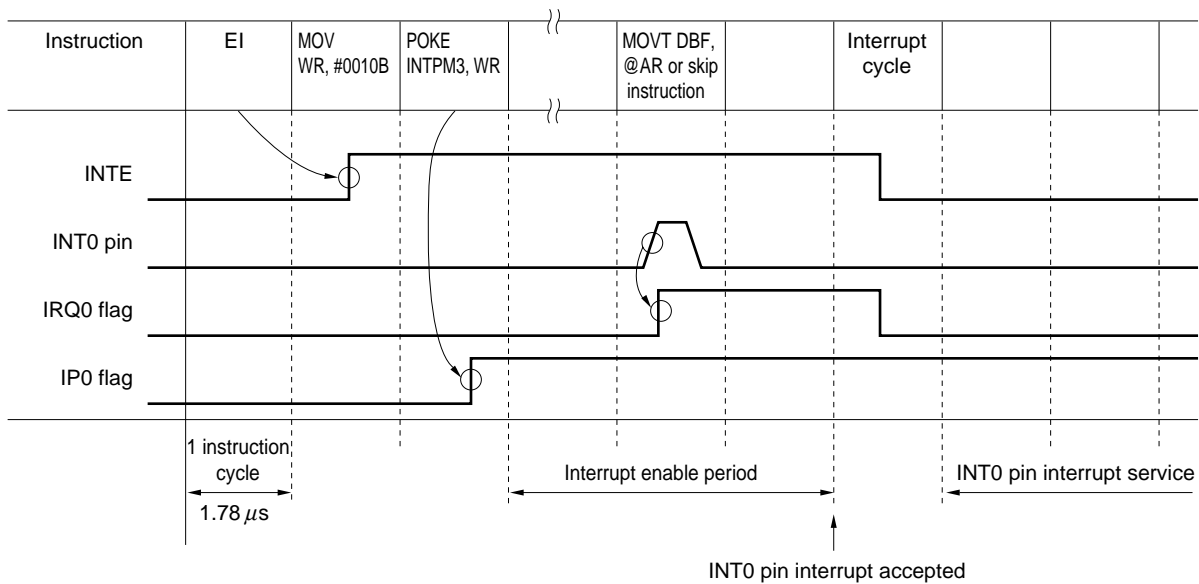 Instruction
EI
MOV
WR, #0010B
POKE
INTPM3, WR
MOVT DBF,
@AR or skip
instruction
Interrupt
cycle
INTE
INT0 pin
IRQ0 flag
IP0 flag
1 instruction
cycle
1.78 μs
Interrupt enable period
INT0 pin interrupt service
INT0 pin interrupt accepted